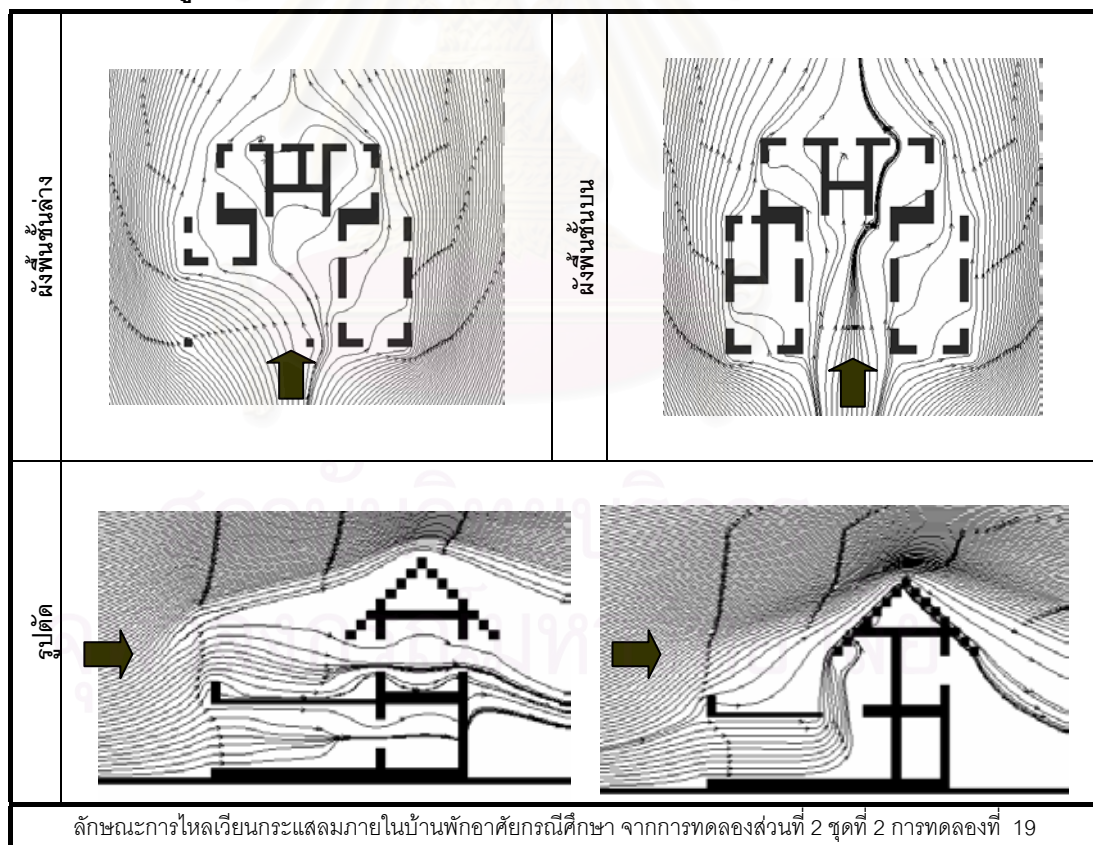 ผังพื้นชั้นล่าง
ผังพื้นชั้นบน
รูปตัด
ลักษณะการไหลเวียนกระแสลมภายในบ้านพักอาศัยกรณีศึกษา จากการทดลองส่วนที่ 2 ชุดที่ 2 การทดลองที่ 19